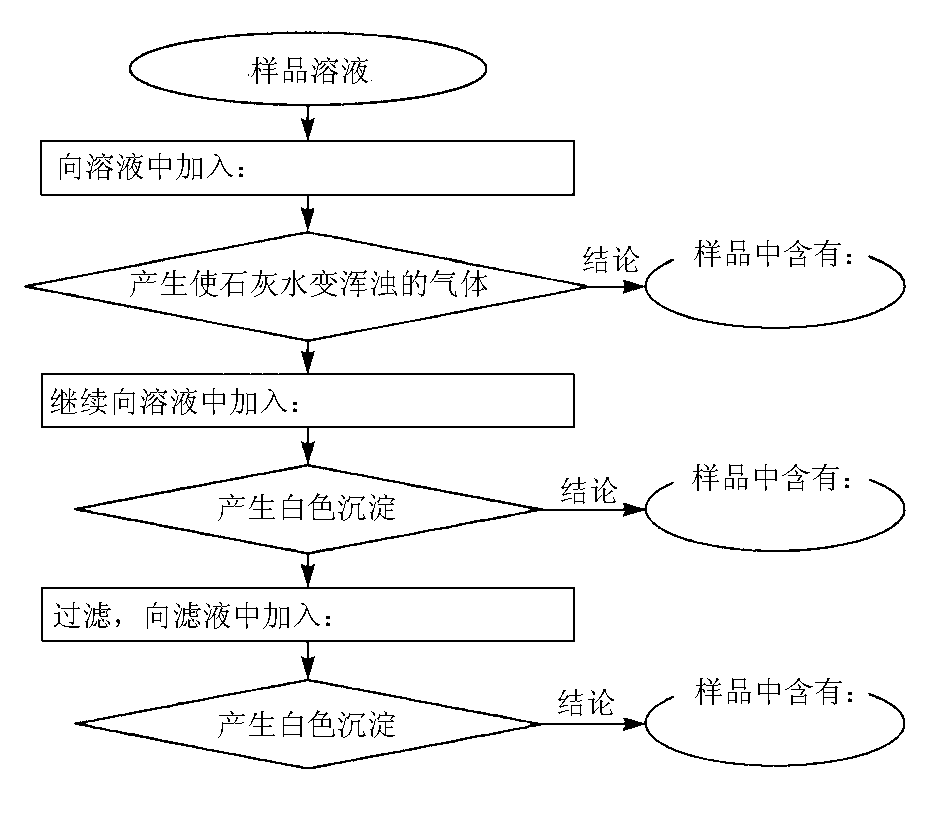 样品溶液
向溶液中加入：
产生使石灰水变浑浊的气体
结论
样品中含有：
继续向溶液中加入：
产生白色沉淀
结论
样品中含有：
过滤，向滤液中加入：
产生白色沉淀
结论
样品中含有：